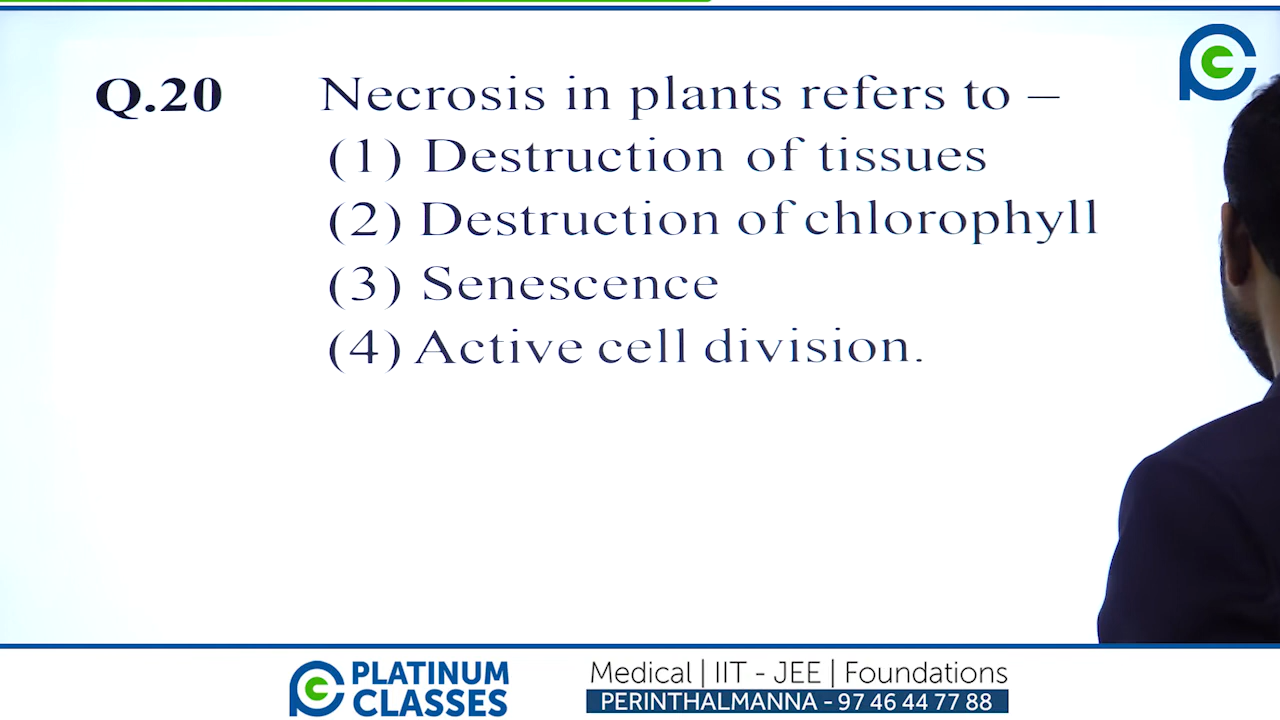 Q.20 Necrosis in plants refers to –
(1) Destruction of tissues
(2) Destruction of chlorophyll
(3) Senescence
(4) Active cell division.
PLATINUM CLASSES
Medical | IIT - JEE | Foundations
PERINTHALMANNA - 97 46 44 77 88